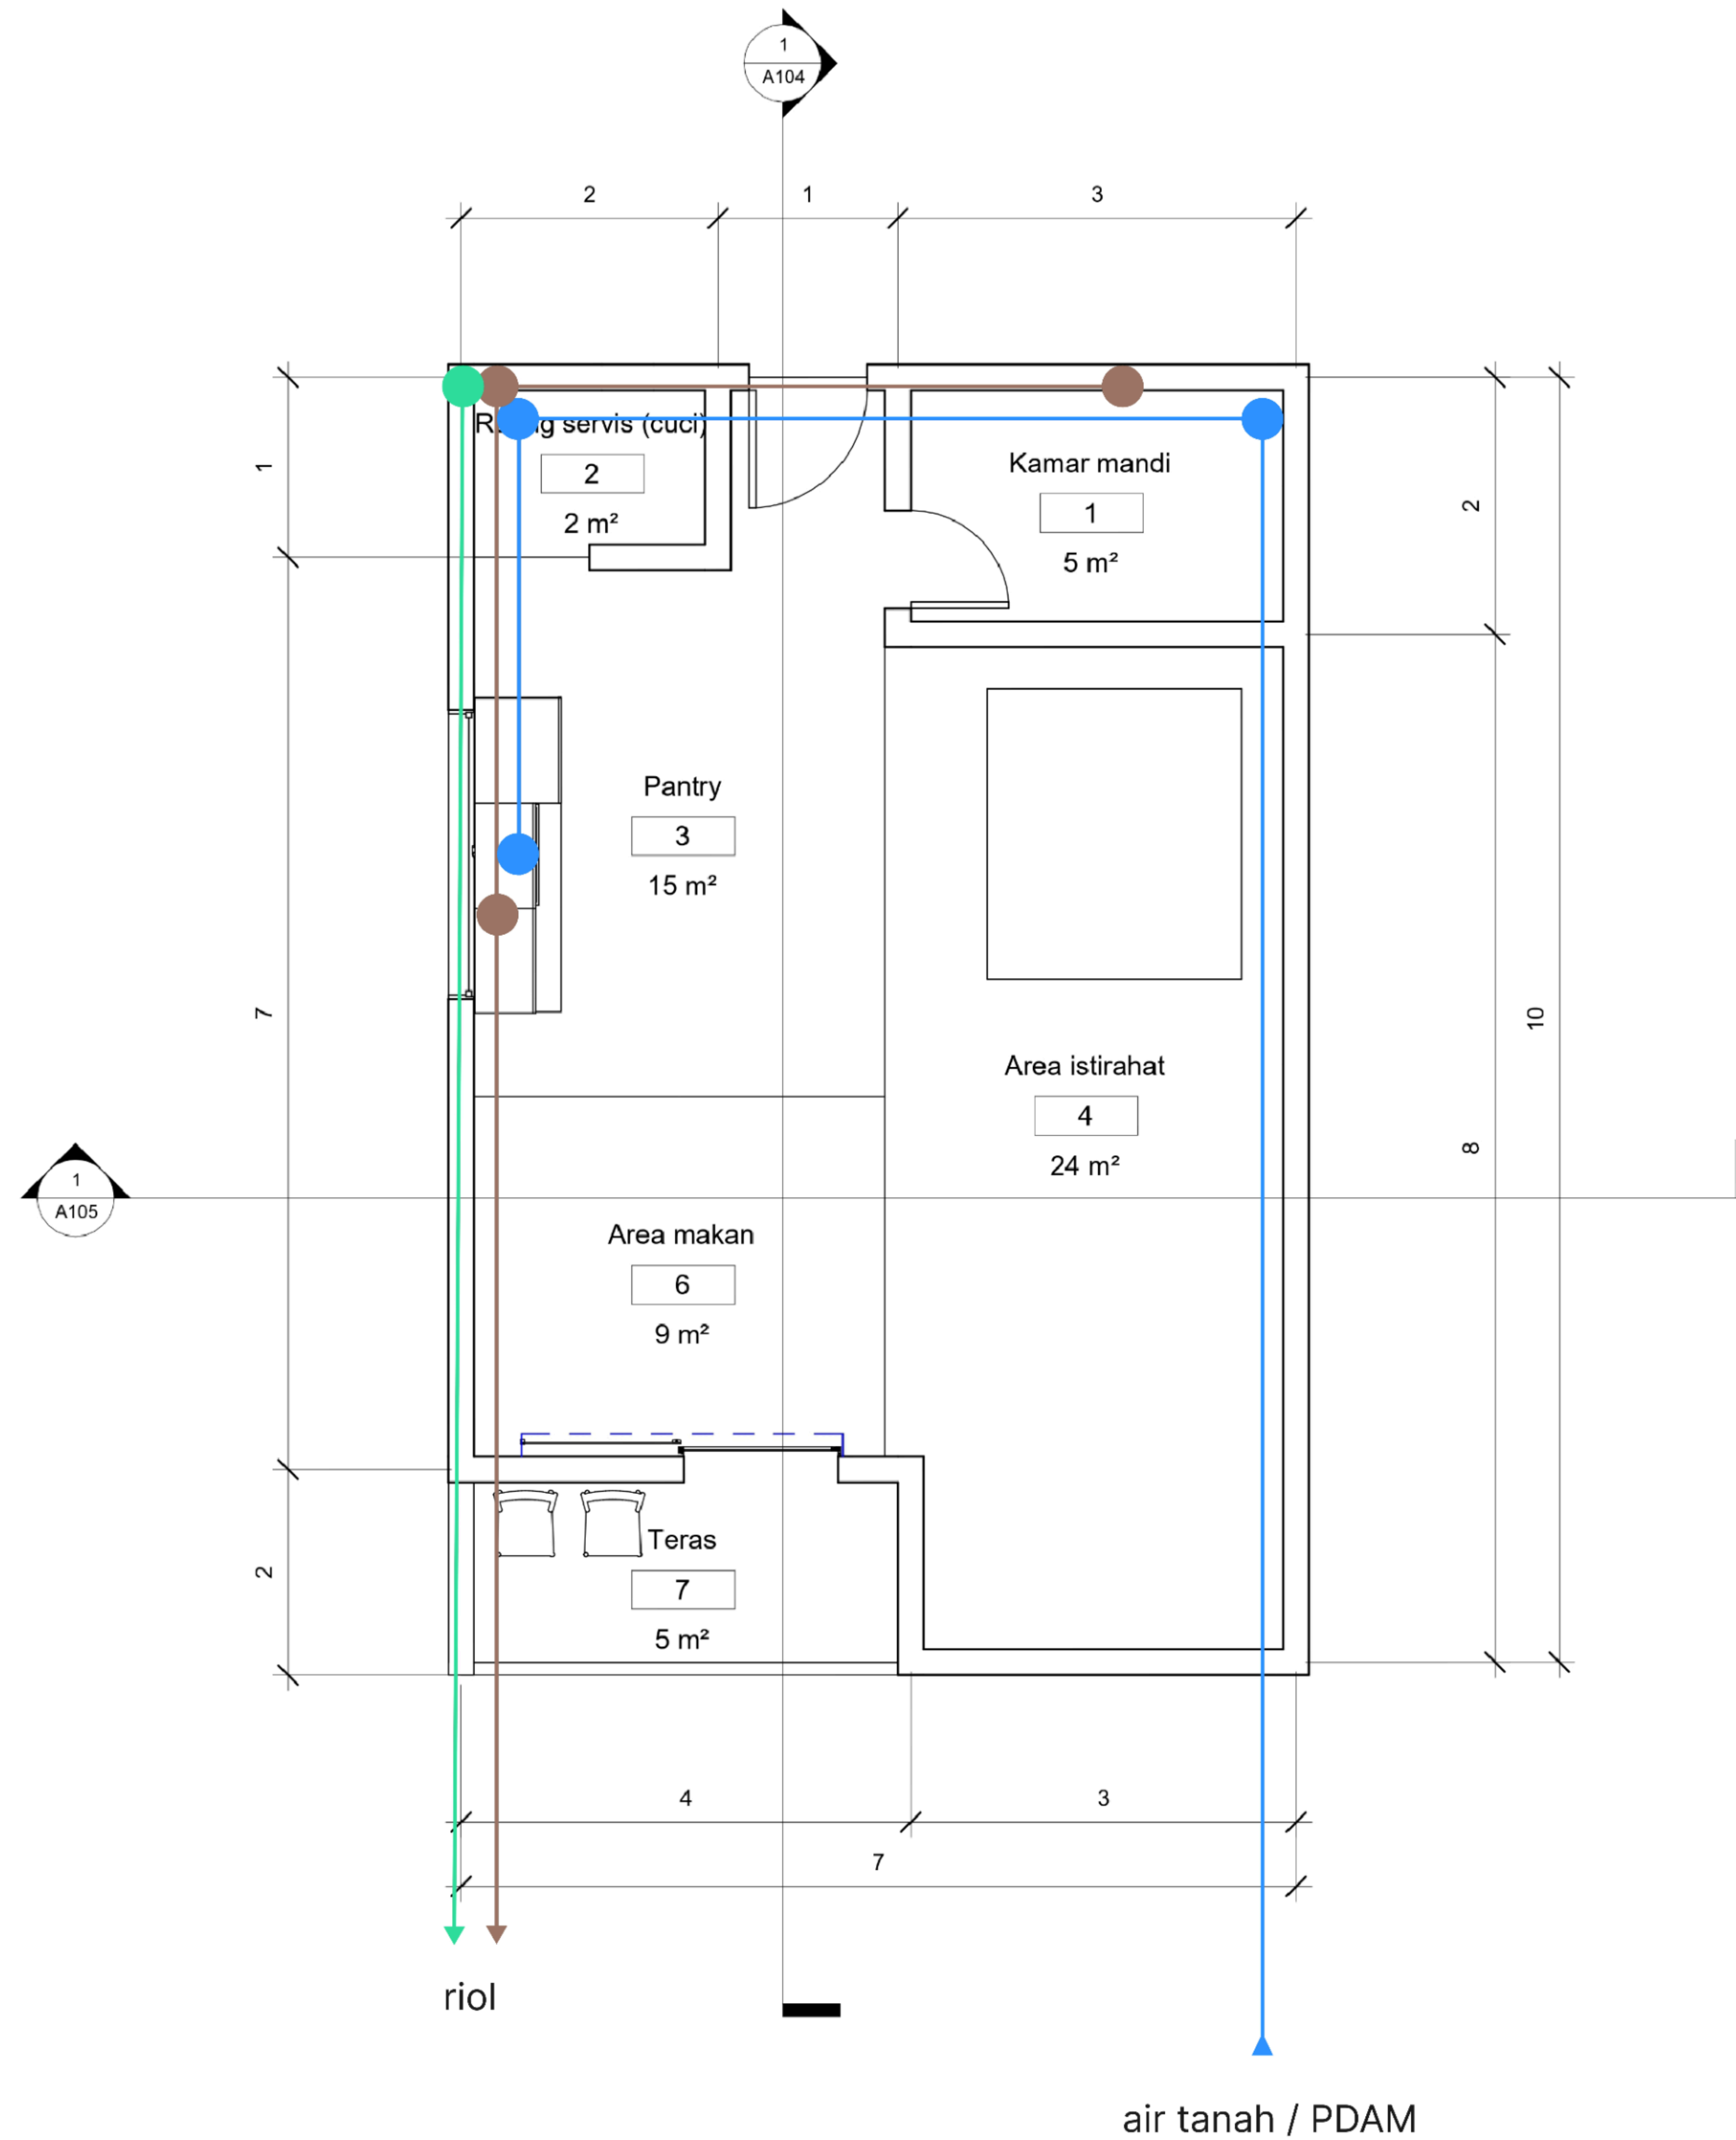 1
A104
2 1 3
R ng servis (cuci)
2
2 m²
Kamar mandi
1
5 m²
1
2
Pantry
3
15 m²
7
10
Area istirahat
4
24 m²
8
1
A105
Area makan
6
9 m²
Teras
7
5 m²
2
4 3
7
riol
air tanah / PDAM